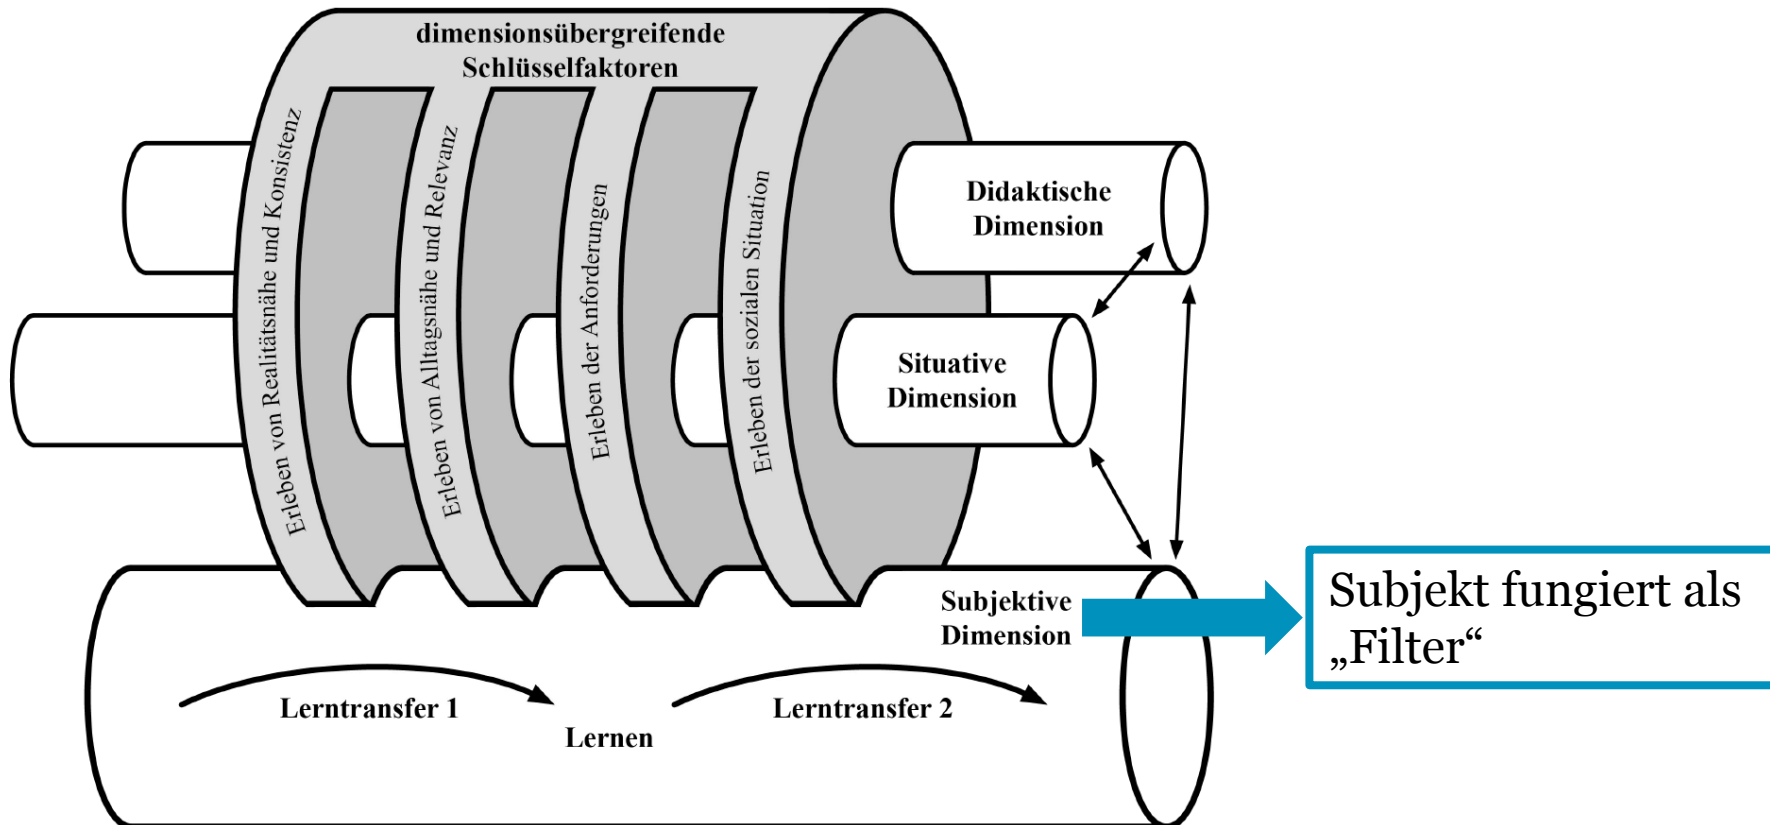 dimensionsübergreifende
Schlüsselfaktoren
Erleben von Realitätsnähe und Konsistenz
Erleben von Alltagsnähe und Relevanz
Erleben der Anforderungen
Erleben der sozialen Situation
Didaktische
Dimension
Situative
Dimension
Subjektive
Dimension
Subjekt fungiert als
„Filter“
Lerntransfer 1
Lernen
Lerntransfer 2